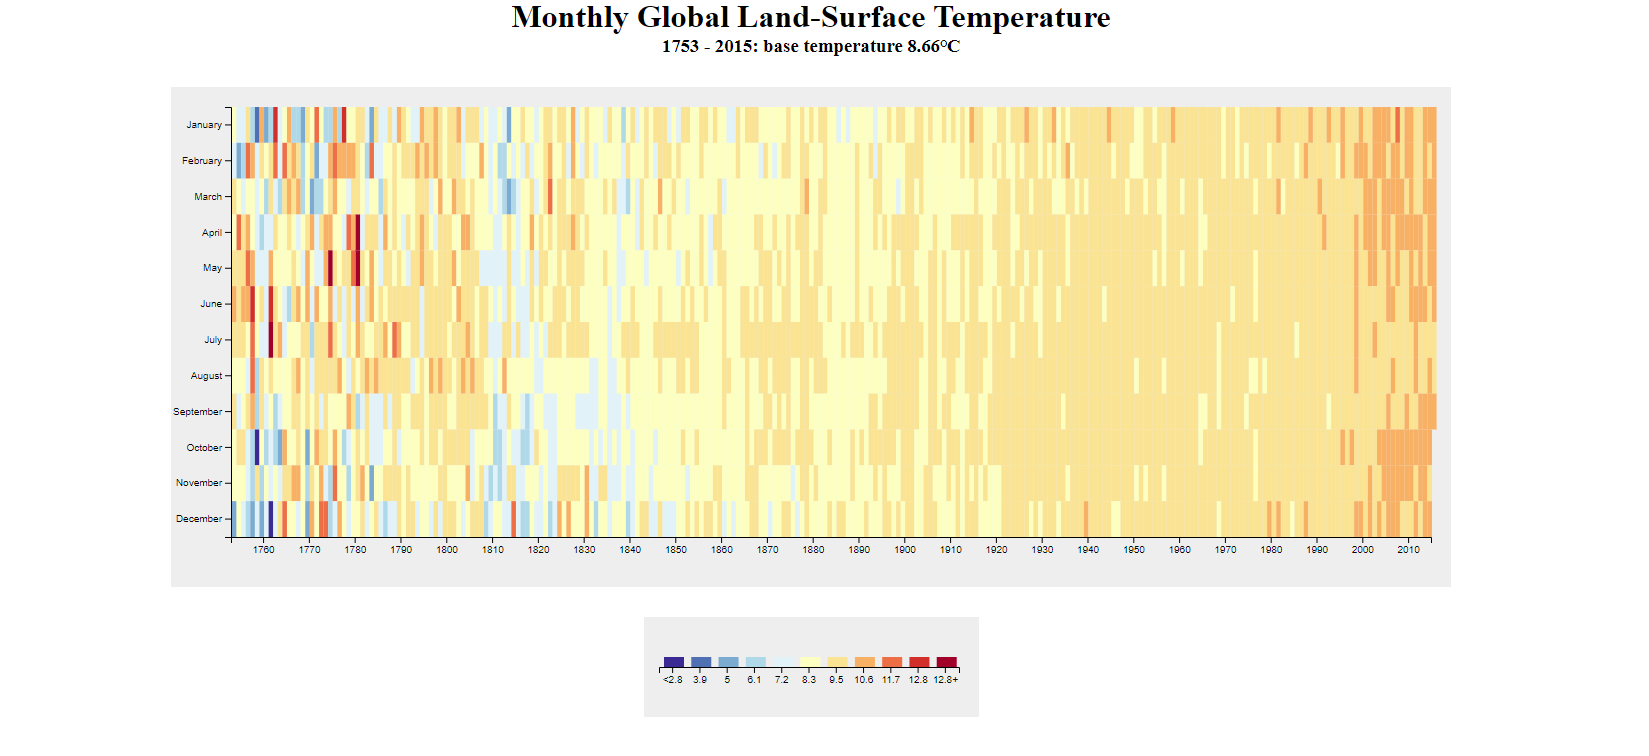 Monthly Global Land-Surface Temperature
1753 - 2015: base temperature 8.66°C
January
February
March
April
May
June
July
August
September
October
November
December
1760 1770 1780 1790 1800 1810 1820 1830 1840 1850 1860 1870 1880 1890 1900 1910 1920 1930 1940 1950 1960 1970 1980 1990 2000 2010
<2.8 3.9 5 6.1 7.2 8.3 9.5 10.6 11.7 12.8 12.8+